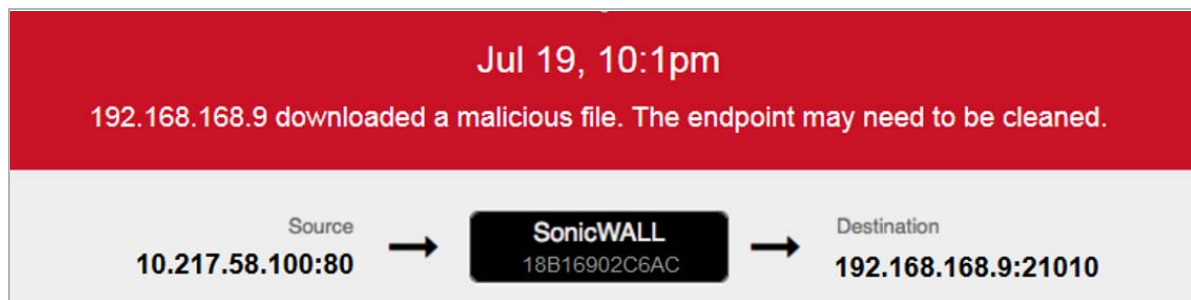 Jul 19, 10:1pm
192.168.168.9 downloaded a malicious file. The endpoint may need to be cleaned.
Source
10.217.58.100:80
SonicWALL
18B16902C6AC
Destination
192.168.168.9:21010